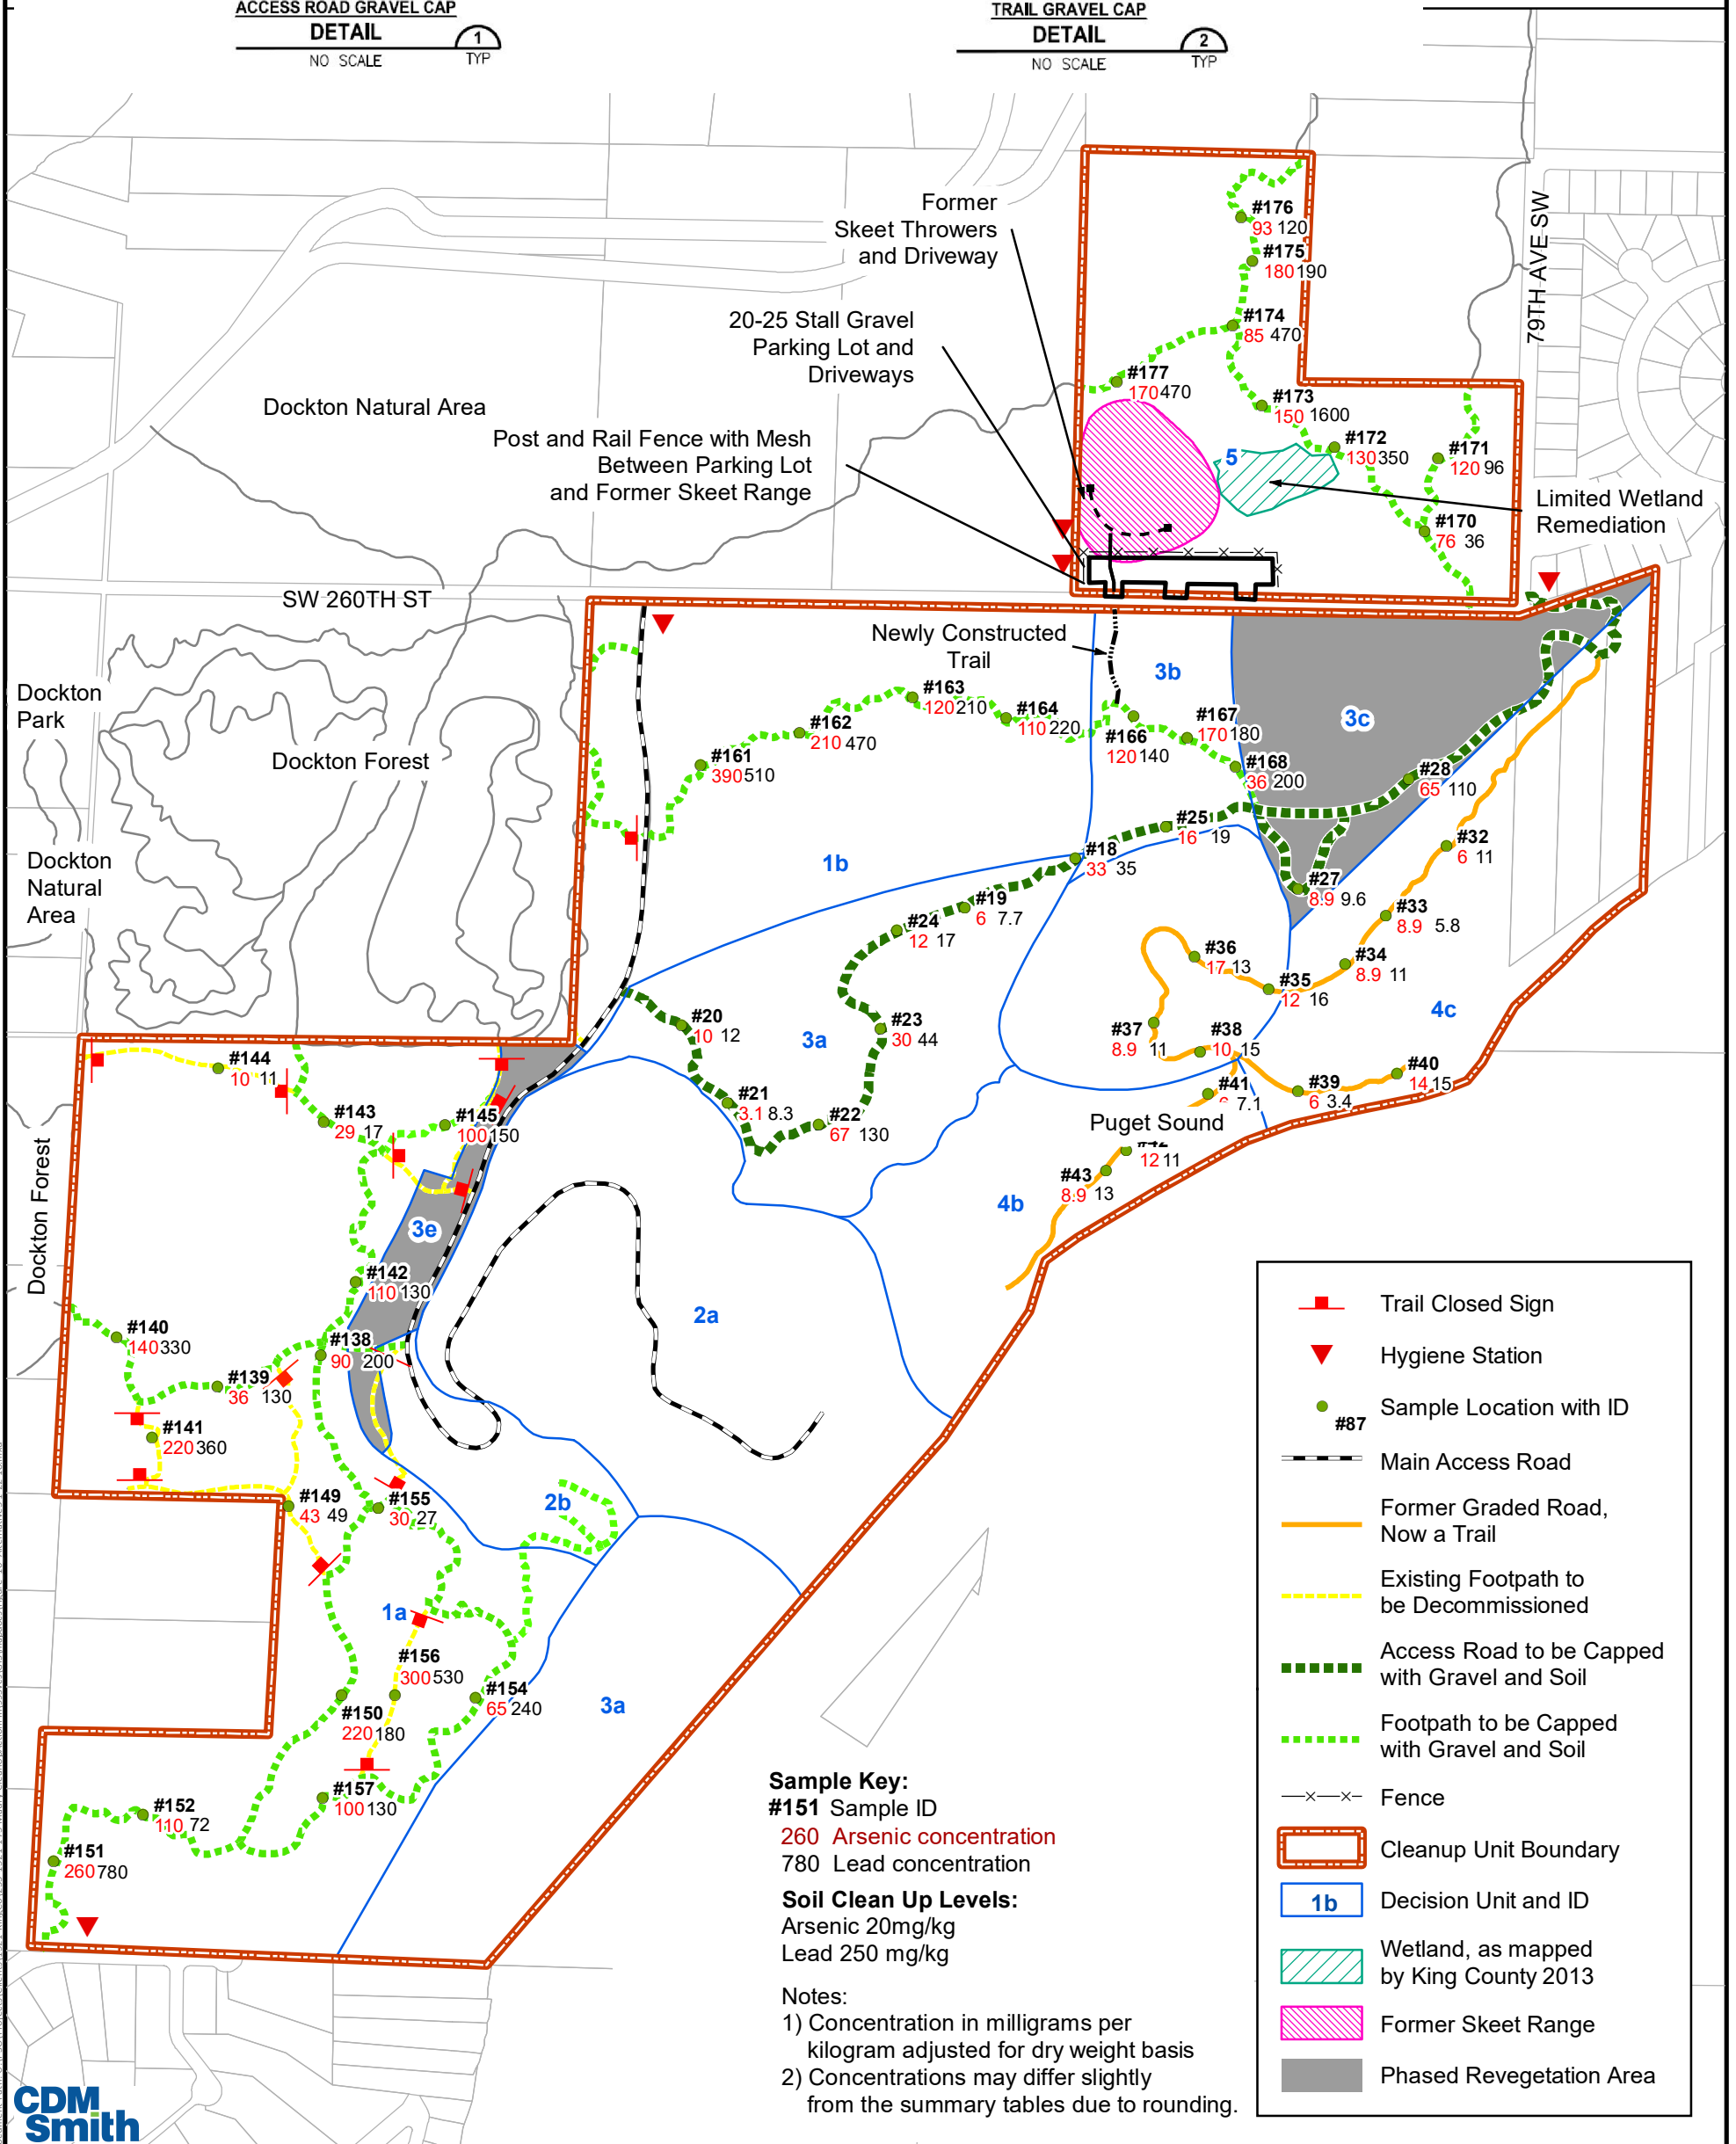 ACCESS ROAD GRAVEL CAP
DETAIL
1
NO SCALE
TYP
TRAIL GRAVEL CAP
DETAIL
2
NO SCALE
TYP
Former
Skeet Throwers
and Driveway
20-25 Stall Gravel
Parking Lot and
Driveways
Post and Rail Fence with Mesh
Between Parking Lot
and Former Skeet Range
Dockton Natural Area
79TH AVE SW
#176
93 120
#175
180 190
#174
85 470
#177
170 470
#173
150 1600
#172
130 350
#171
120 96
#170
76 36
5
Limited Wetland
Remediation
SW 260TH ST
Newly Constructed
Trail
3b
3c
Dockton
Park
Dockton Forest
Dockton
Natural
Area
#163
120 210
#164
110 220
#162
210 470
#161
390 510
#166
120 140
#167
170 180
#168
36 200
#28
65 110
#25
16 19
#18
33 35
#32
6 11
1b
#27
8.9 9.6
#19
6 7.7
#24
12 17
#33
8.9 5.8
#34
8.9 11
#36
17 13
#35
12 16
4c
#20
10 12
3a
#23
30 44
#37
8.9 11
#38
10 15
#40
14 15
#39
6 3.4
#41
7.1
#21
3.1 8.3
#22
67 130
Puget Sound
12 11
#43
8.9 13
4b
#144
10 11
#143
29 17
#145
100 150
Dockton Forest
3e
#142
110 130
2a
#140
140 330
#138
90 200
#139
36 130
#141
220 360
#149
43 49
#155
30 27
2b
1a
#156
300 530
#154
65 240
#150
220 180
3a
#157
100 130
#152
110 72
#151
260 780
Sample Key:
#151 Sample ID
260 Arsenic concentration
780 Lead concentration
Soil Clean Up Levels:
Arsenic 20mg/kg
Lead 250 mg/kg
Notes:
1) Concentration in milligrams per
kilogram adjusted for dry weight basis
2) Concentrations may differ slightly
from the summary tables due to rounding.
Trail Closed Sign
Hygiene Station
#87
Sample Location with ID
Main Access Road
Former Graded Road,
Now a Trail
Existing Footpath to
be Decommissioned
Access Road to be Capped
with Gravel and Soil
Footpath to be Capped
with Gravel and Soil
Fence
Cleanup Unit Boundary
1b
Decision Unit and ID
Wetland, as mapped
by King County 2013
Former Skeet Range
Phased Revegetation Area
CDM
Smith